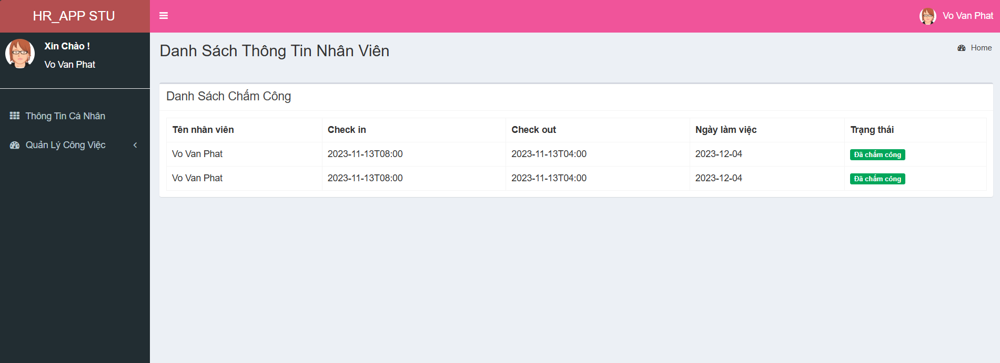 HR_APP STU
Vo Van Phat
Xin Chào !
Vo Van Phat
Thông Tin Cá Nhân
Quản Lý Công Việc
Danh Sách Thông Tin Nhân Viên
Home
Danh Sách Chấm Công
Tên nhân viên Check in Check out Ngày làm việc Trạng thái
Vo Van Phat 2023-11-13T08:00 2023-11-13T04:00 2023-12-04 Đã chấm công
Vo Van Phat 2023-11-13T08:00 2023-11-13T04:00 2023-12-04 Đã chấm công